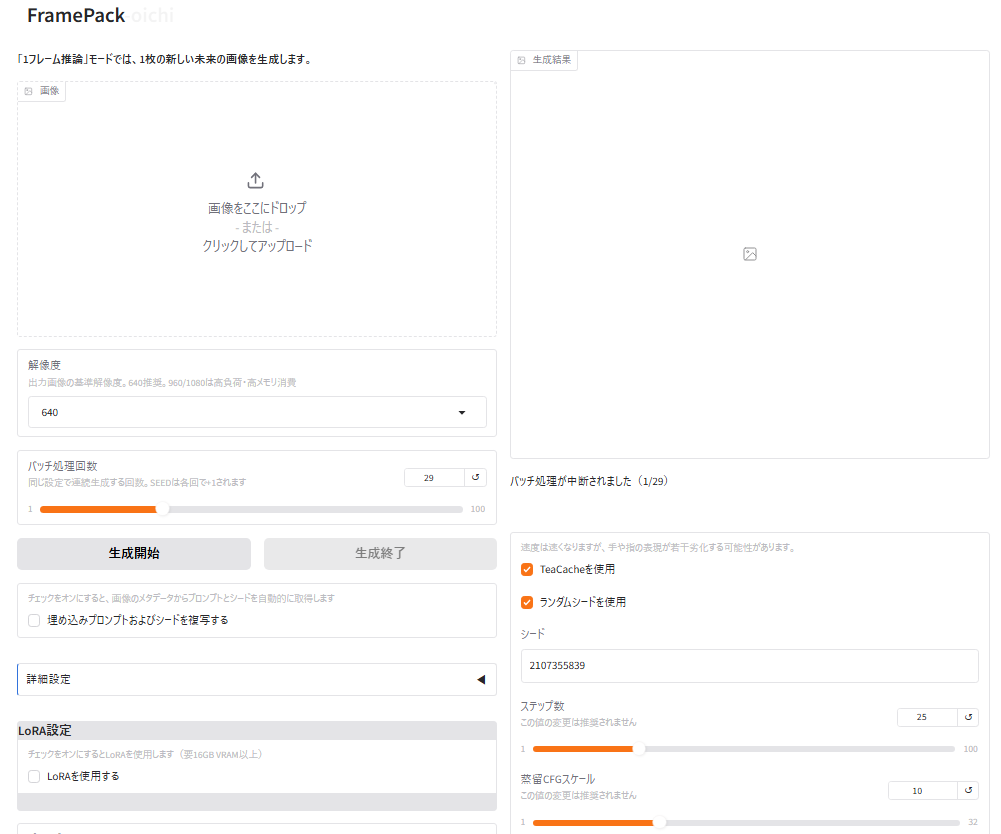 FramePack-oichi
「1フレーム推論」モードでは、1枚の新しい未来の画像を生成します。
画像
画像をここにドロップ
- または -
クリックしてアップロード
解像度
出力画像の基準解像度。640推奨。960/1080は高負荷・高メモリ消費
640
バッチ処理回数
同じ設定で連続生成する回数。SEEDは各回で+1されます
29
1
100
生成開始
生成終了
チェックをオンにすると、画像のメタデータからプロンプトとシードを自動的に取得します
埋め込みプロンプトおよびシードを複写する
詳細設定
LoRA設定
チェックをオンにするとLoRAを使用します（要16GB VRAM以上）
LoRAを使用する
生成結果
バッチ処理が中断されました（1/29）
速度は速くなりますが、手や指の表現が若干劣化する可能性があります。
TeaCacheを使用
ランダムシードを使用
シード
2107355839
ステップ数
この値の変更は推奨されません
25
1
100
蒸留CFGスケール
この値の変更は推奨されません
10
1
32